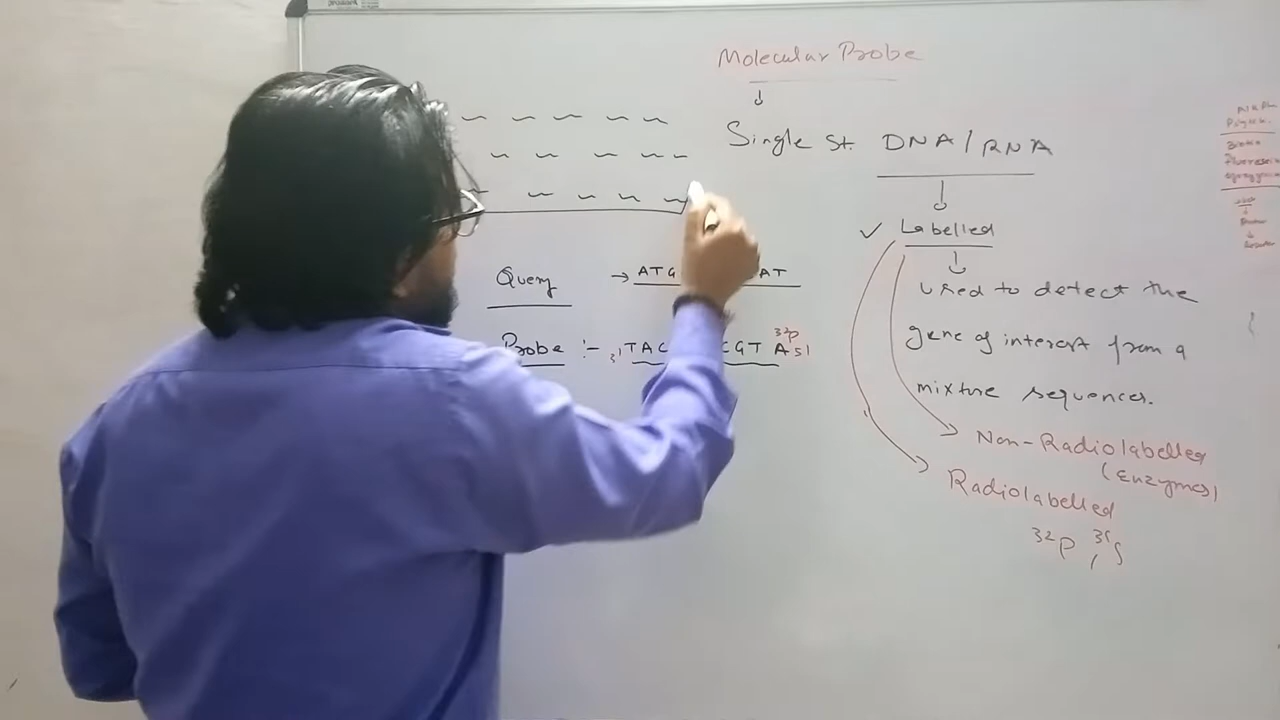 Molecular Probe
Single St. DNA/RNA
✓ Labelled
used to detect the
gene of interest from a
mixture sequences.
Non-Radiolabelled
(Enzymes)
Radiolabelled
32p, 35S
Query → ATG AT
Probe :- 3' TAC CGT A 5'
32p
Biotin